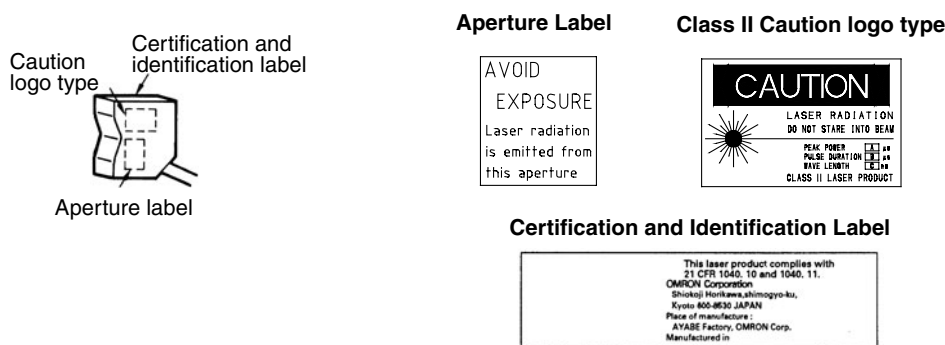 Caution
logo type
Certification and
identification label
Aperture label
Aperture Label
AVOID
EXPOSURE
Laser radiation
is emitted from
this aperture
Class II Caution logo type
CAUTION
LASER RADIATION
DO NOT STARE INTO BEAM
PEAK POWER A
PULSE DURATION B
WAVE LENGTH C
CLASS II LASER PRODUCT
Certification and Identification Label
This laser product complies with
21 CFR 1040. 10 and 1040. 11.
OMRON Corporation
Shiokoji Horikawa,shimogyo-ku,
Kyoto 600-8530 JAPAN
Place of manufacture :
AYABE Factory, OMRON Corp.
Manufactured in